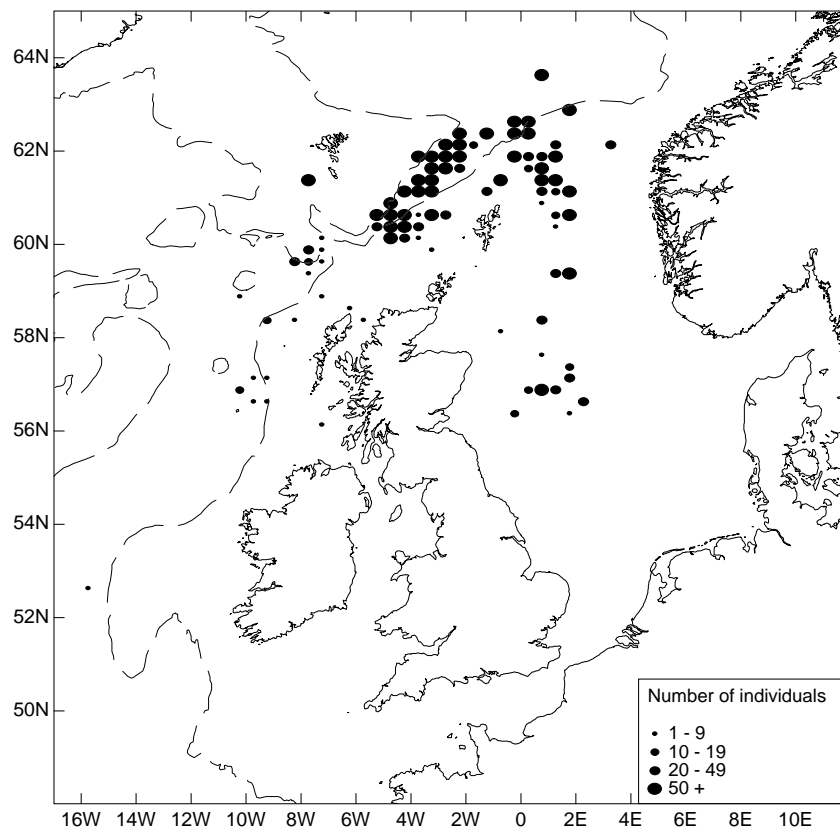 64N
62N
60N
58N
56N
54N
52N
50N
Number of individuals
1 - 9
10 - 19
20 - 49
50 +
16W 14W 12W 10W 8W 6W 4W 2W 0 2E 4E 6E 8E 10E